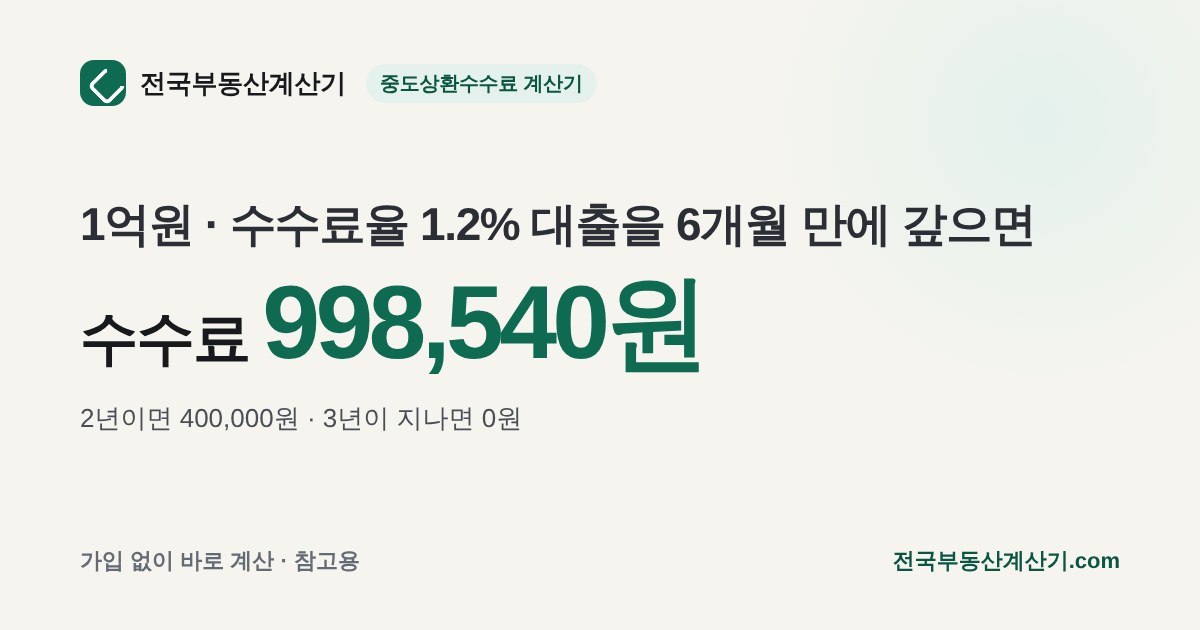 전국부동산계산기 중도상환수수료 계산기
1억원 · 수수료율 1.2% 대출을 6개월 만에 갚으면
수수료 998,540원
2년이면 400,000원 · 3년이 지나면 0원
가입 없이 바로 계산 · 참고용
전국부동산계산기.com